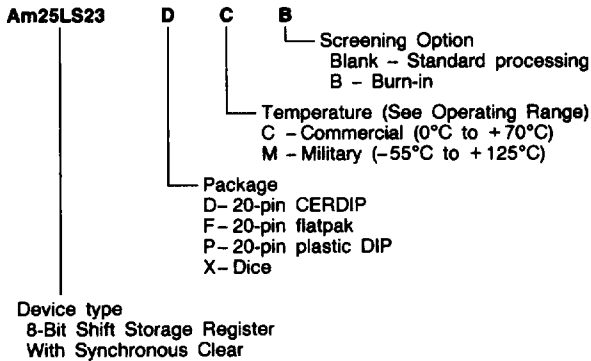 Am25LS23 D C B
Screening Option
Blank – Standard processing
B – Burn-in
Temperature (See Operating Range)
C – Commercial (0°C to +70°C)
M – Military (–55°C to +125°C)
Package
D– 20-pin CERDIP
F– 20-pin flatpak
P– 20-pin plastic DIP
X– Dice
Device type
8-Bit Shift Storage Register
With Synchronous Clear